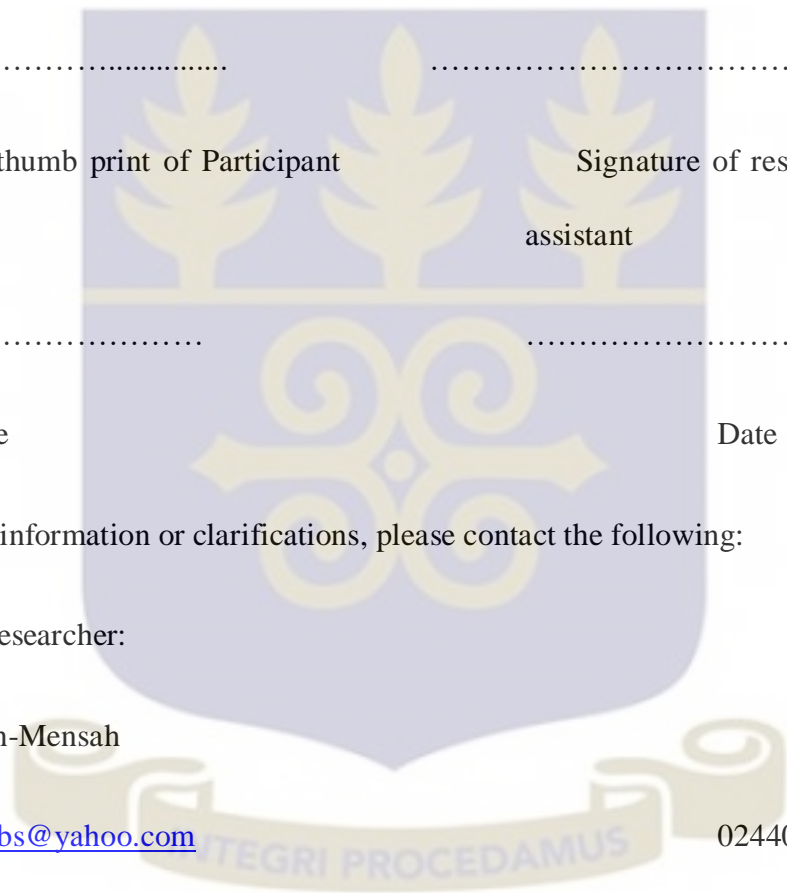 ………….............. ……………………………
thumb print of Participant Signature of res
assistant
………………… ………………………
e Date
information or clarifications, please contact the following:
esearcher:
n-Mensah
bs@yahoo.com 0244
INTEGRI PROCEDAMUS